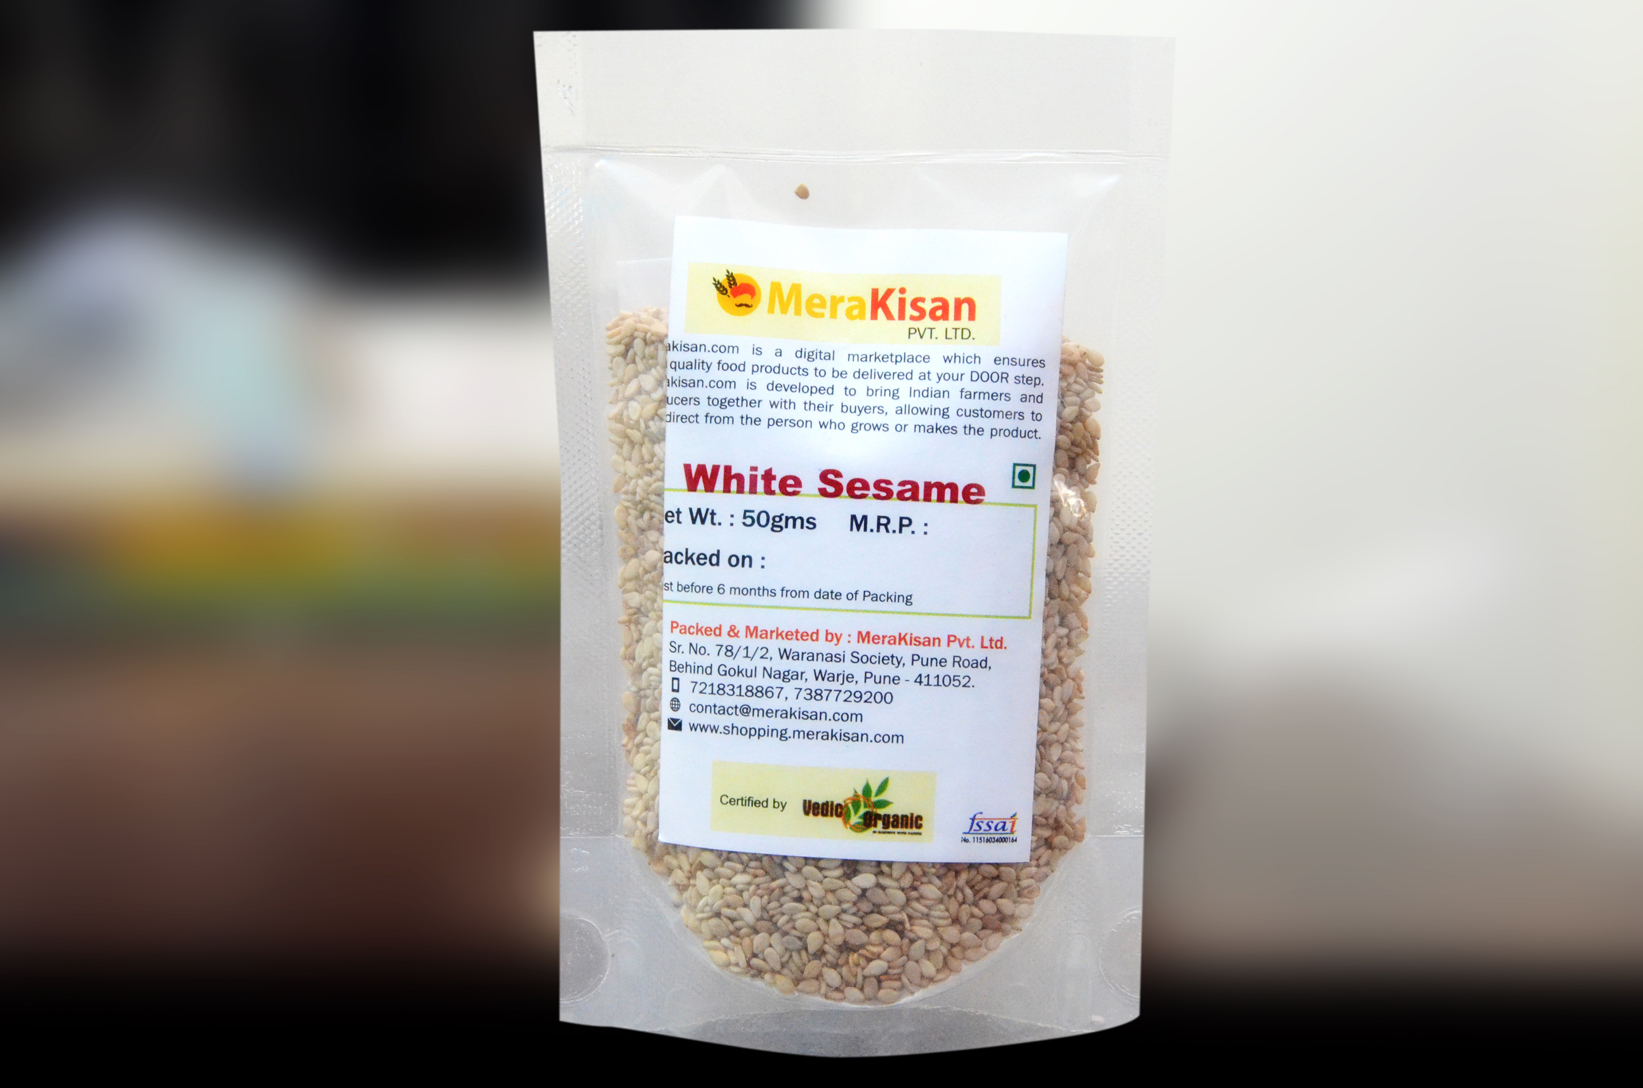 MeraKisan
PVT. LTD.
akisan.com is a digital marketplace which ensures
quality food products to be delivered at your DOOR step.
akisan.com is developed to bring Indian farmers and
ucers together with their buyers, allowing customers to
direct from the person who grows or makes the product.
White Sesame
et Wt. : 50gms M.R.P. :
acked on :
st before 6 months from date of Packing
Packed & Marketed by : MeraKisan Pvt. Ltd.
Sr. No. 78/1/2, Waranasi Society, Pune Road,
Behind Gokul Nagar, Warje, Pune - 411052.
7218318867, 7387729200
contact@merakisan.com
www.shopping.merakisan.com
Certified by Vedic Organic
fssai
No. 11516034000164